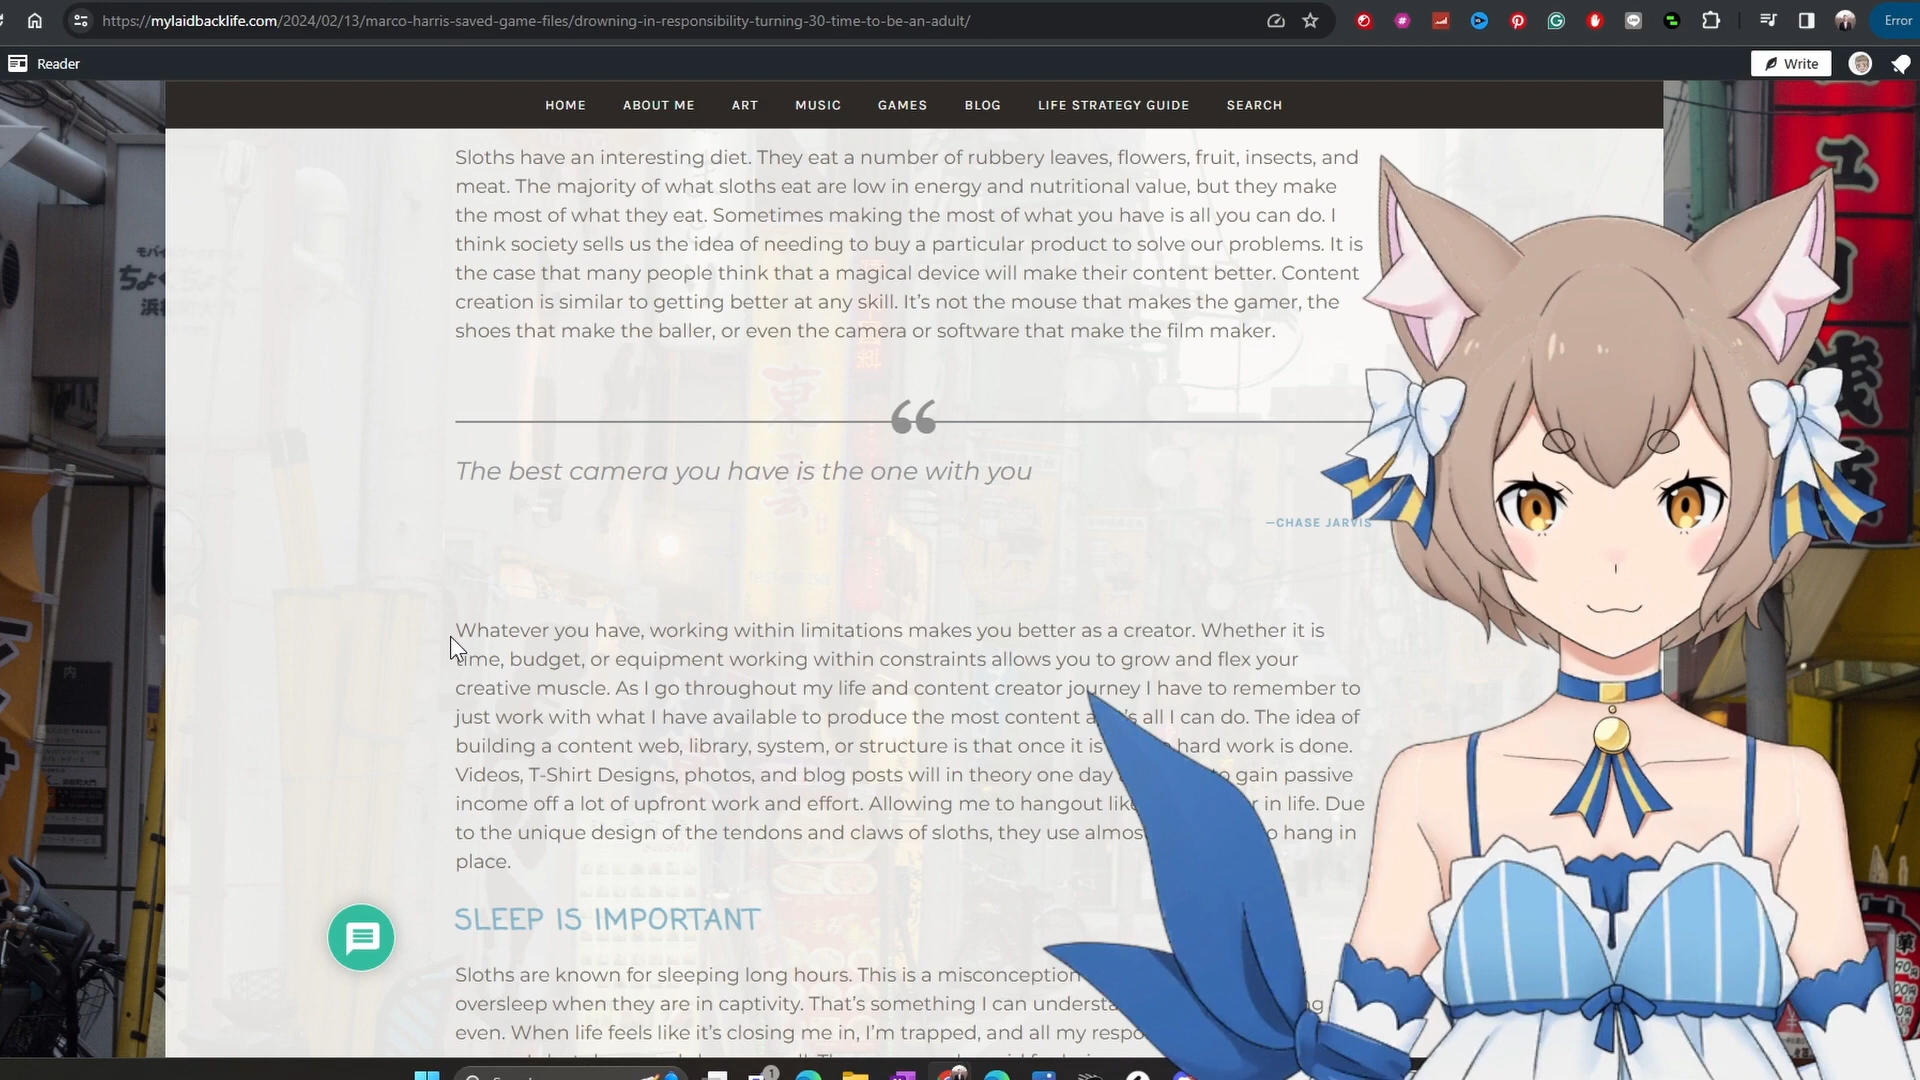 https://mylaidbacklife.com/2024/02/13/marco-harris-saved-game-files/drowning-in-responsibility-turning-30-time-to-be-an-adult/
Error
Reader
Write
HOME ABOUT ME ART MUSIC GAMES BLOG LIFE STRATEGY GUIDE SEARCH
Sloths have an interesting diet. They eat a number of rubbery leaves, flowers, fruit, insects, and
meat. The majority of what sloths eat are low in energy and nutritional value, but they make
the most of what they eat. Sometimes making the most of what you have is all you can do. I
think society sells us the idea of needing to buy a particular product to solve our problems. It is
the case that many people think that a magical device will make their content better. Content
creation is similar to getting better at any skill. It’s not the mouse that makes the gamer, the
shoes that make the baller, or even the camera or software that make the film maker.
The best camera you have is the one with you
—CHASE JARVIS
Whatever you have, working within limitations makes you better as a creator. Whether it is
time, budget, or equipment working within constraints allows you to grow and flex your
creative muscle. As I go throughout my life and content creator journey I have to remember to
just work with what I have available to produce the most content all I can do. The idea of
building a content web, library, system, or structure is that once it is hard work is done.
Videos, T-Shirt Designs, photos, and blog posts will in theory one day gain passive
income off a lot of upfront work and effort. Allowing me to hangout in life. Due
to the unique design of the tendons and claws of sloths, they use hang in
place.
SLEEP IS IMPORTANT
Sloths are known for sleeping long hours. This is a misconception
oversleep when they are in captivity. That’s something I can
even. When life feels like it’s closing me in, I’m trapped, and all my